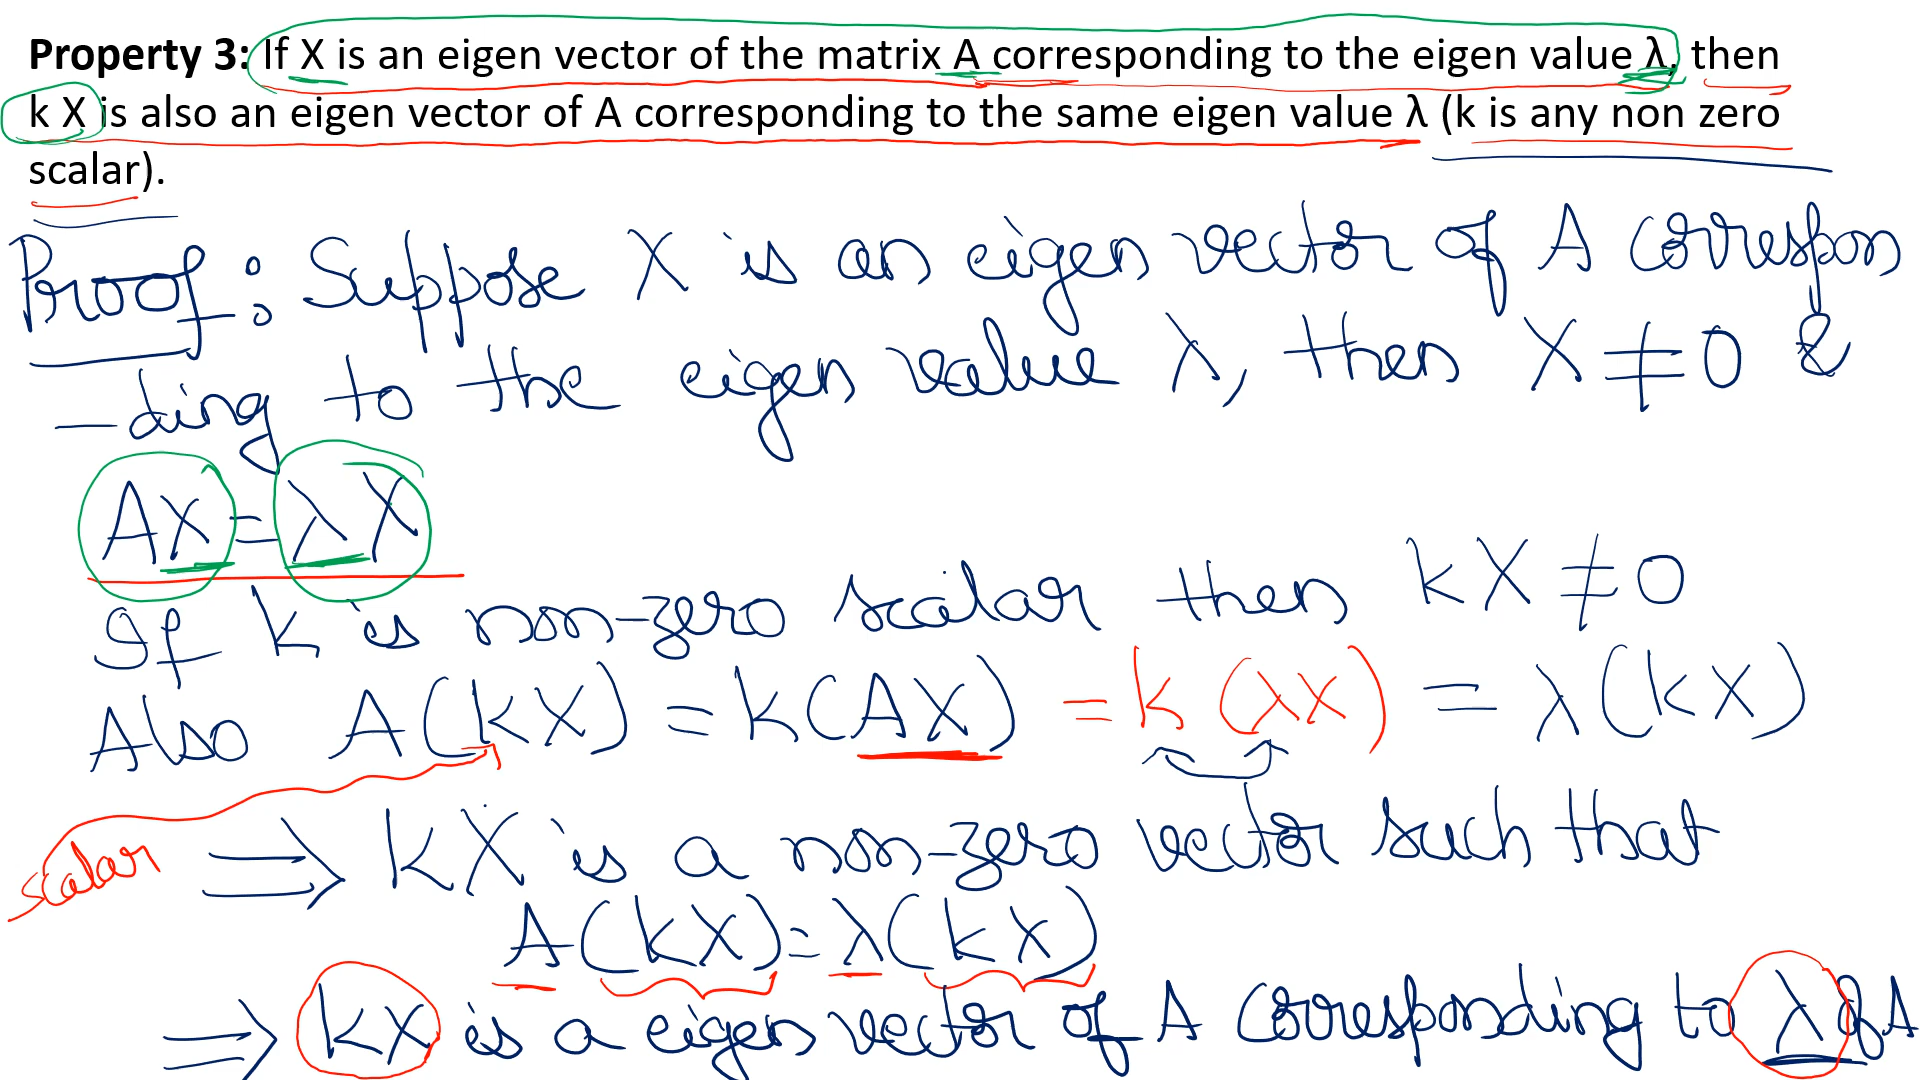 Property 3: If X is an eigen vector of the matrix A corresponding to the eigen value λ, then
k X is also an eigen vector of A corresponding to the same eigen value λ (k is any non zero
scalar).
Proof: Suppose X is an eigen vector of A correspon
-ding to the eigen value λ, then X ≠ 0 &
AX = λX
If k is non-zero scalar then kX ≠ 0
Also A(kX) = k(AX) = k(λX) = λ(kX)
scalar ⇒ kX is a non-zero vector such that
A(kX) = λ(kX)
⇒ kX is a eigen vector of A corresponding to λ of A